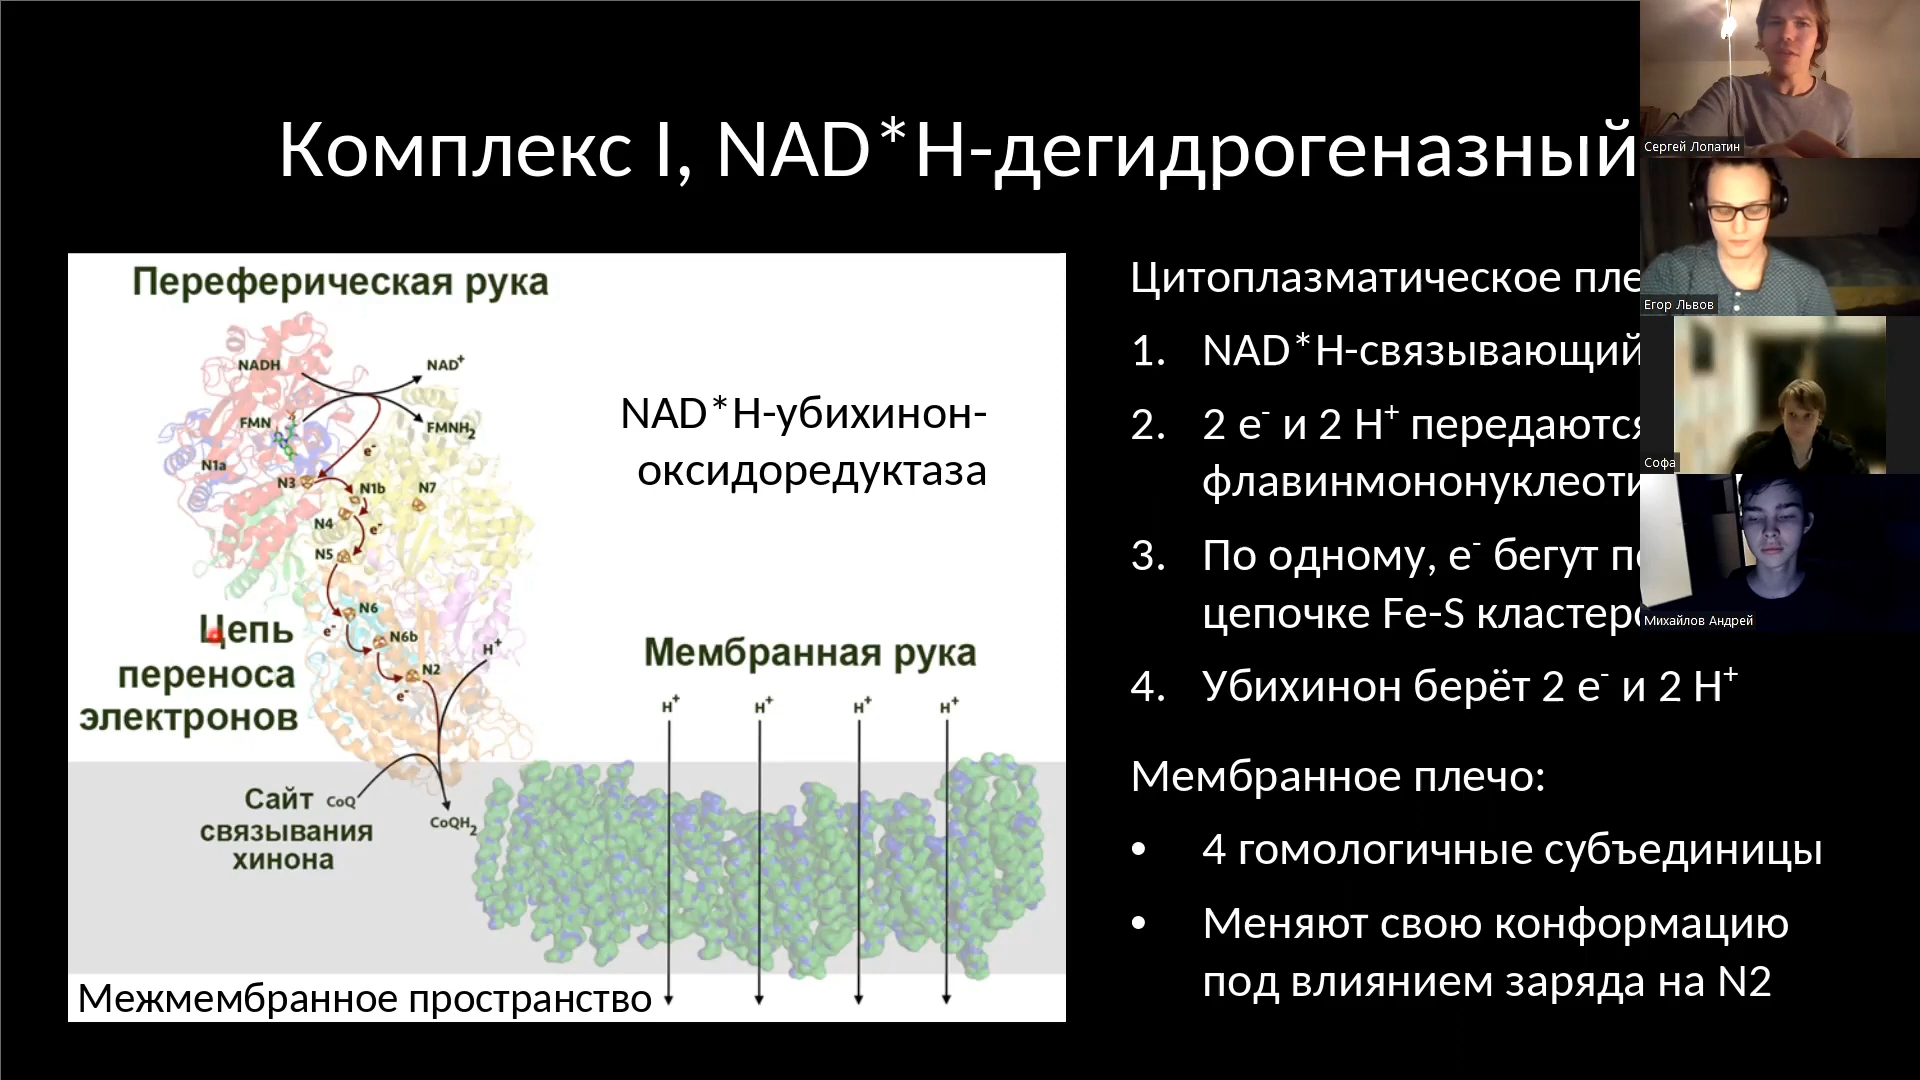 Комплекс I, NAD*H-дегидрогеназный
Переферическая рука
NADH
NAD+
FMN
FMNH2
e-
N1a
N3
N1b
N7
N4
e-
N5
N6
e-
N6b
H+
N2
e-
Цепь
переноса
электронов
Сайт
связывания
хинона
CoQ
CoQH2
NAD*H-убихинон-
оксидоредуктаза
Мембранная рука
H+ H+ H+ H+
Межмембранное пространство
Цитоплазматическое пле
1. NAD*H-связывающий
2. 2 e- и 2 H+ передаются
флавинмононуклеоти
3. По одному, e- бегут по
цепочке Fe-S кластеро
4. Убихинон берёт 2 e- и 2 H+
Мембранное плечо:
• 4 гомологичные субъединицы
• Меняют свою конформацию
под влиянием заряда на N2
Сергей Лопатин
Егор Львов
Софа
Михайлов Андрей